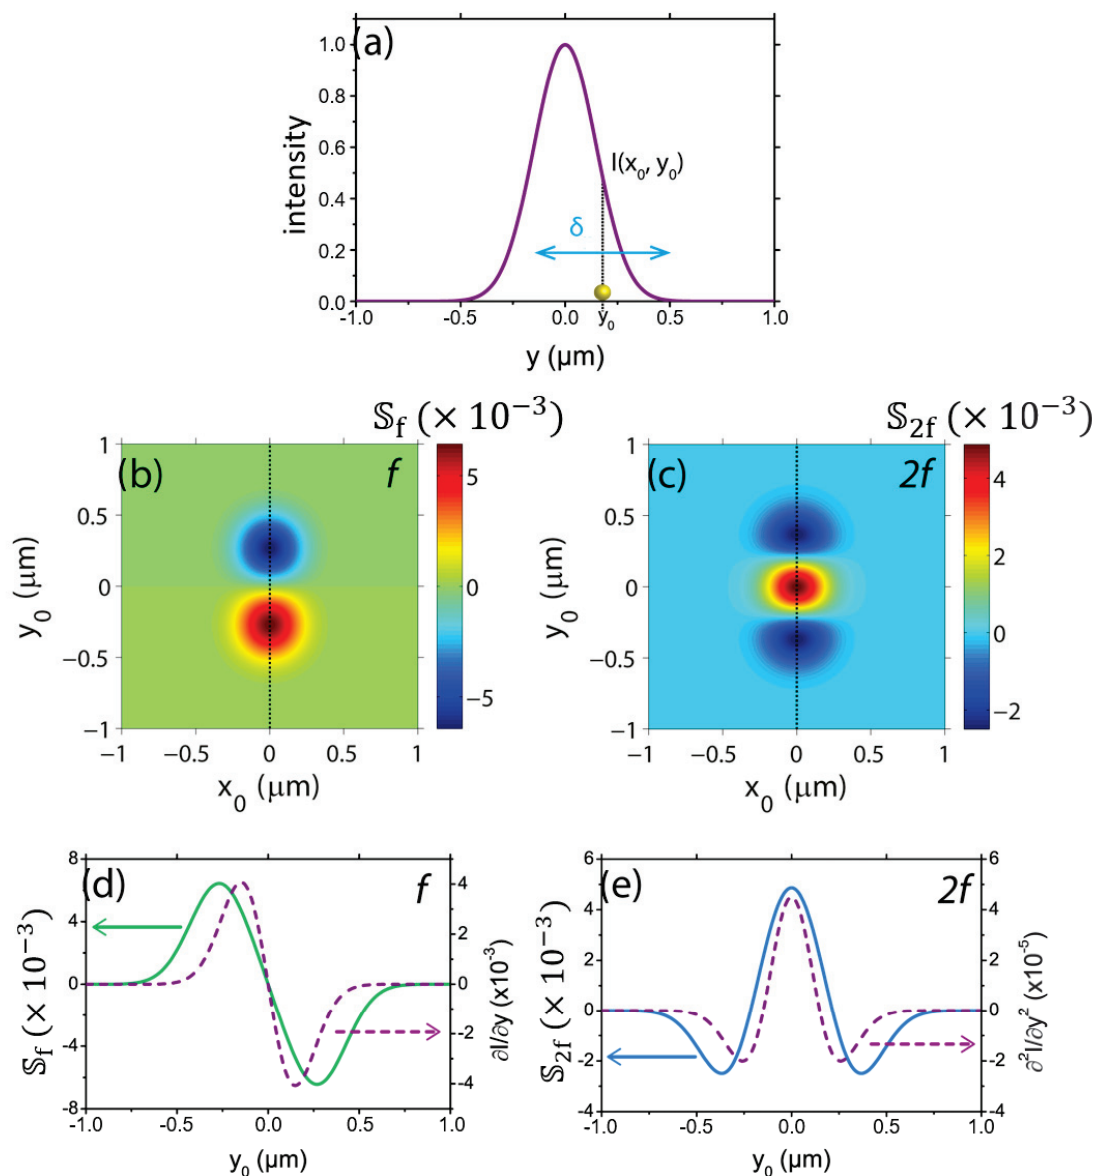 (a)
1.0
0.8
0.6
0.4
0.2
0.0
intensity
I(x₀, y₀)
δ
-1.0 -0.5 0.0 y₀ 0.5 1.0
y (µm)
𝕊f (× 10⁻³)
(b)
f
1
0.5
0
−0.5
−1
y₀ (µm)
−1 −0.5 0 0.5 1
x₀ (µm)
5
0
−5
𝕊2f (× 10⁻³)
(c)
2f
1
0.5
0
−0.5
−1
y₀ (µm)
−1 −0.5 0 0.5 1
x₀ (µm)
4
2
0
−2
(d)
f
8
4
0
-4
-8
𝕊f (× 10⁻³)
4
2
0
-2
-4
∂I/∂y (x10⁻³)
-1.0 -0.5 0.0 0.5 1.0
y₀ (µm)
(e)
2f
6
4
2
0
-2
-4
𝕊2f (× 10⁻³)
6
4
2
0
-2
-4
∂²I/∂y² (x10⁻⁵)
-1.0 -0.5 0.0 0.5 1.0
y₀ (µm)